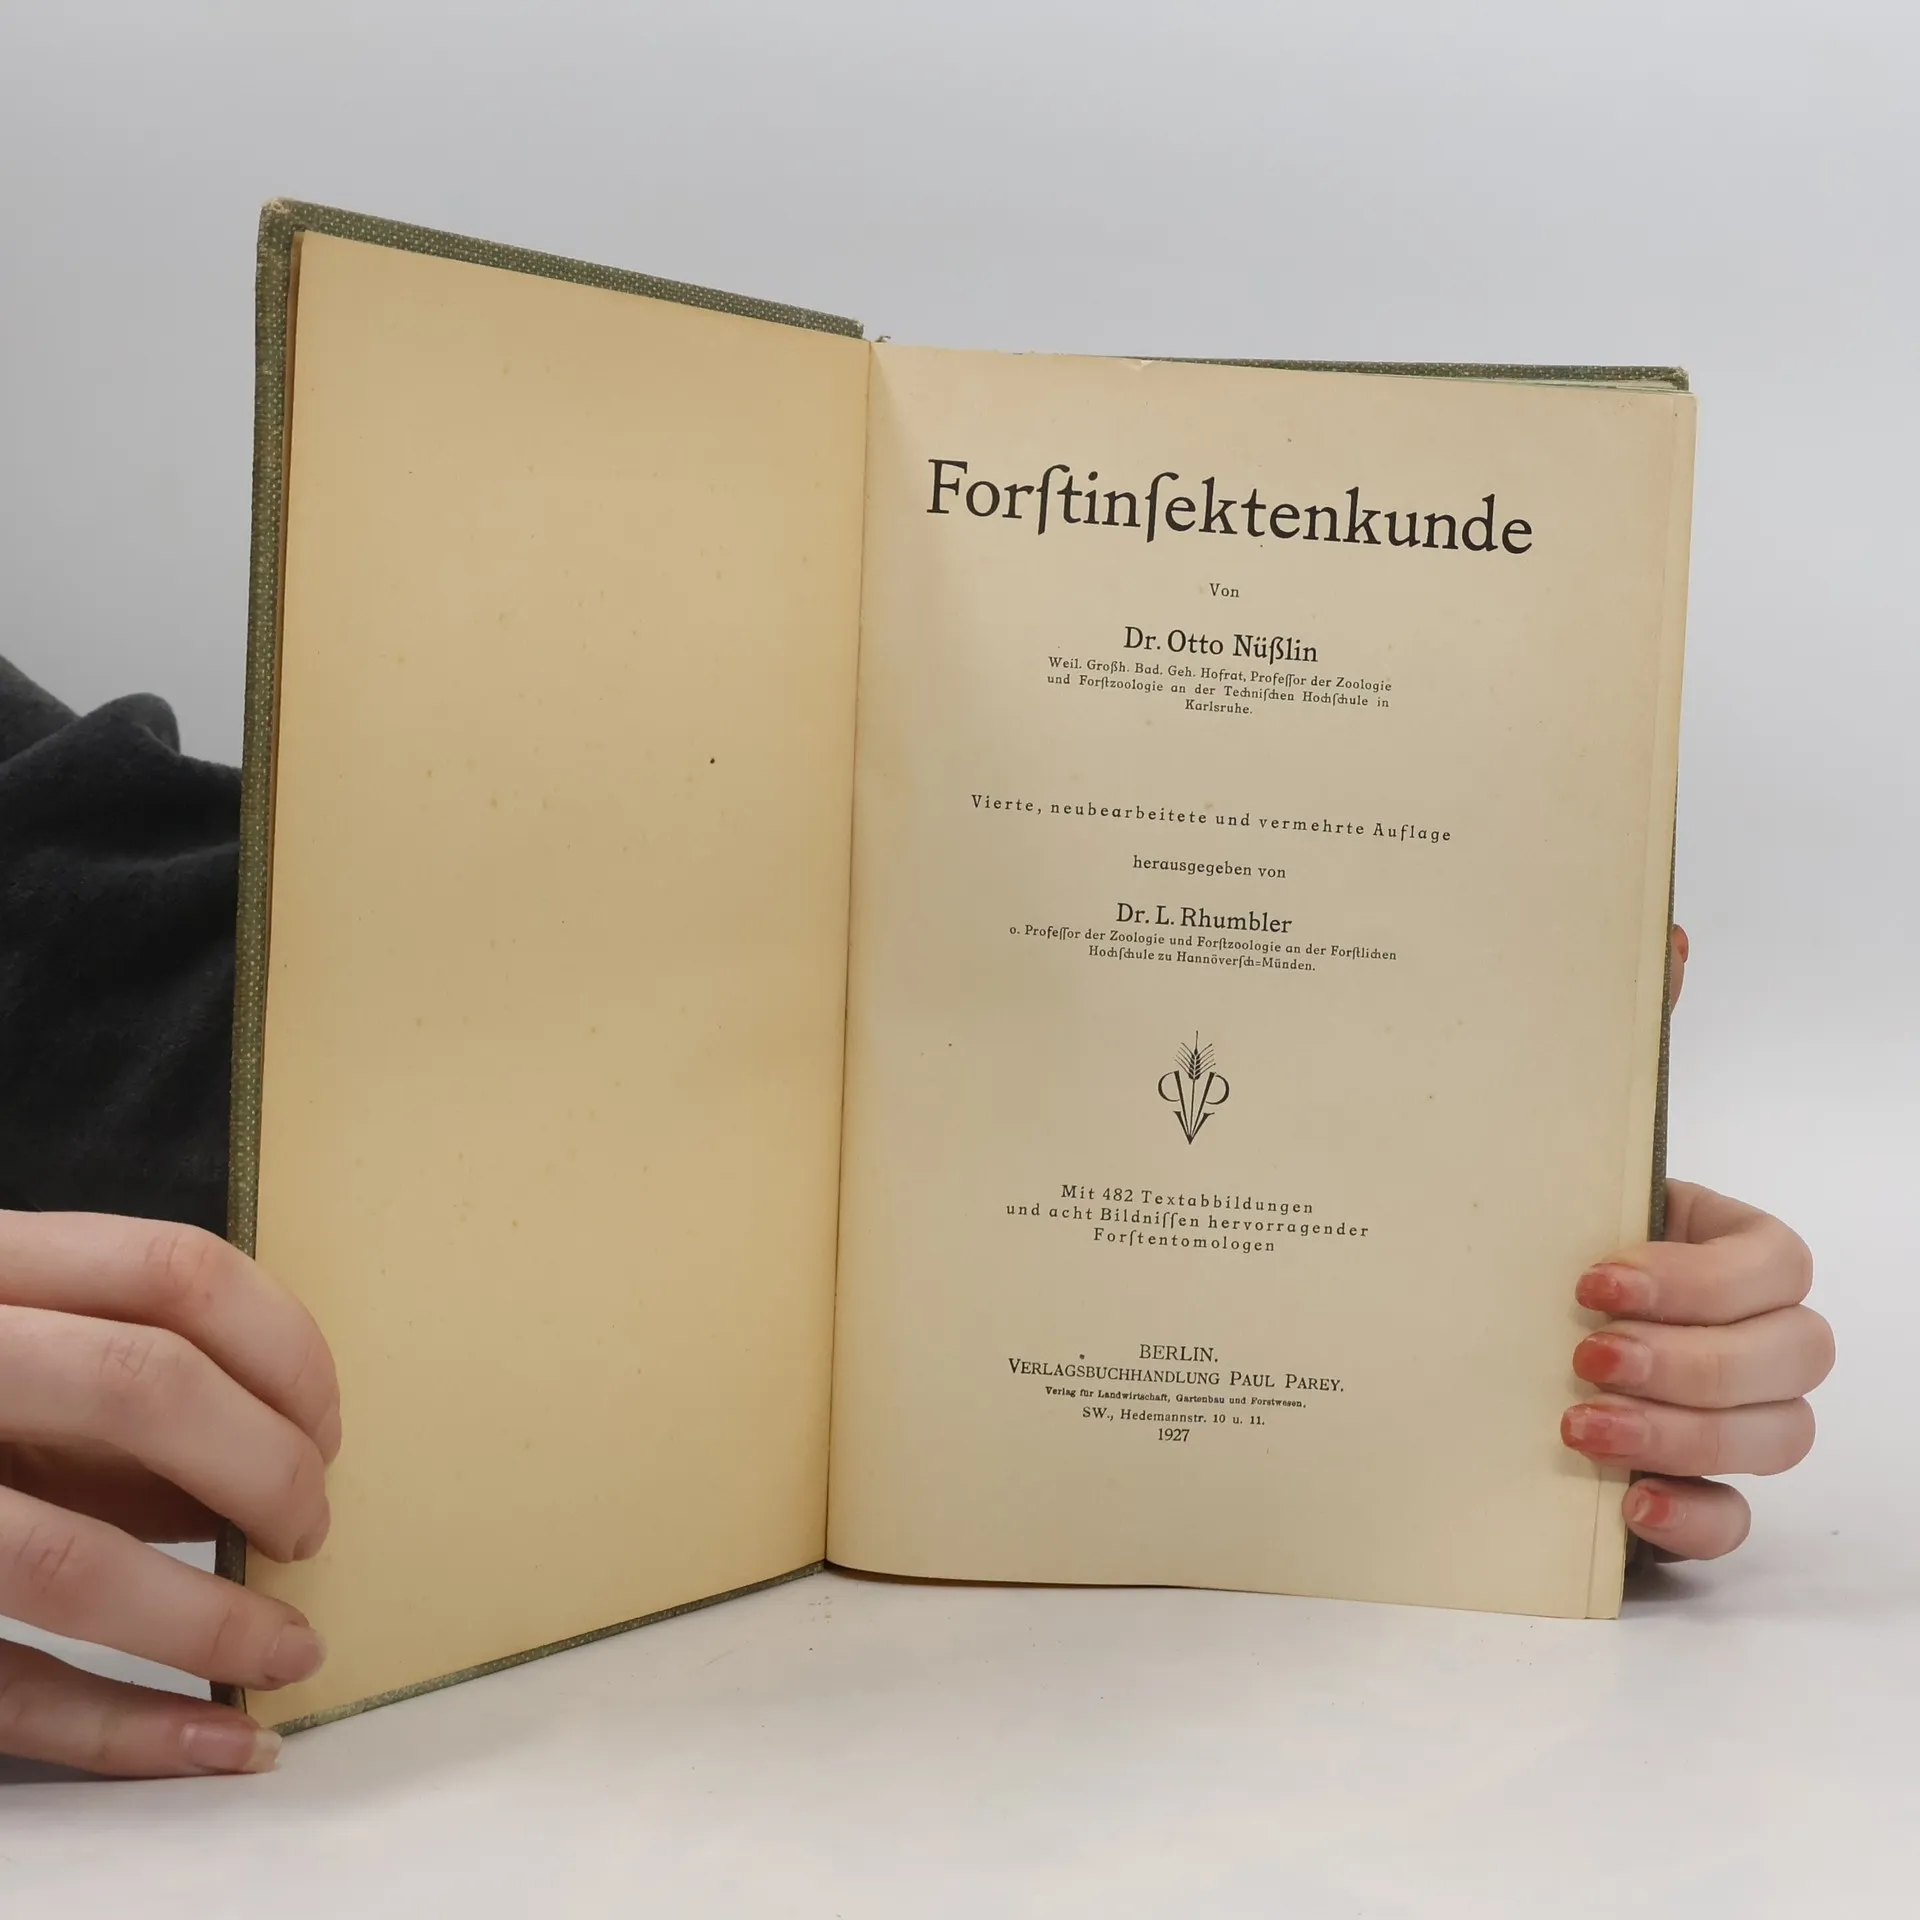 Forſtinſektenkunde
Von
Dr. Otto Nüßlin
Weil. Großh. Bad. Geh. Hofrat, Profeſſor der Zoologie
und Forſtzoologie an der Techniſchen Hochſchule in
Karlsruhe.
Vierte, neubearbeitete und vermehrte Auflage
herausgegeben von
Dr. L. Rhumbler
o. Profeſſor der Zoologie und Forſtzoologie an der Forſtlichen
Hochſchule zu Hannöverſch=Münden.
Mit 482 Textabbildungen
und acht Bildniſſen hervorragender
Forſtentomologen
BERLIN.
VERLAGSBUCHHANDLUNG PAUL PAREY.
Verlag für Landwirtschaft, Gartenbau und Forstwesen.
SW., Hedemannstr. 10 u. 11.
1927